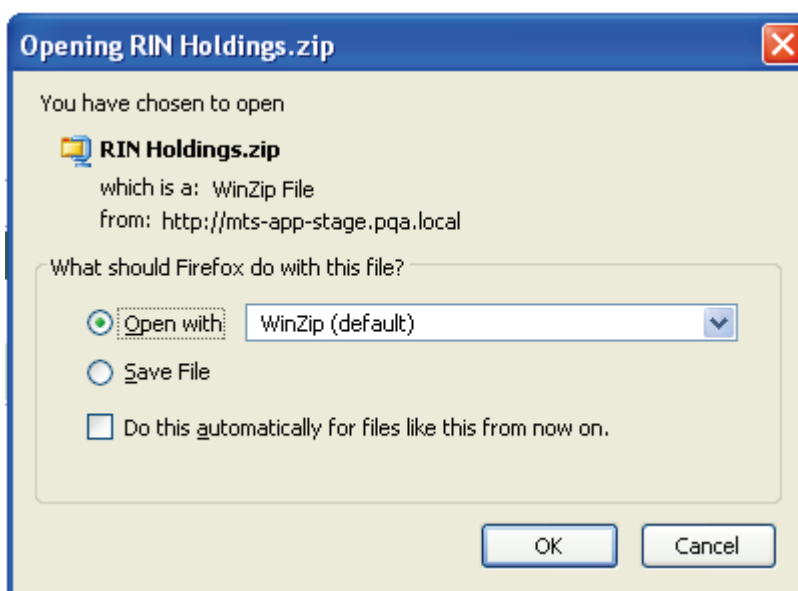 Opening RIN Holdings.zip
You have chosen to open
RIN Holdings.zip
which is a: WinZip File
from: http://mts-app-stage.pqa.local
What should Firefox do with this file?
Open with WinZip (default)
Save File
Do this automatically for files like this from now on.
OK Cancel